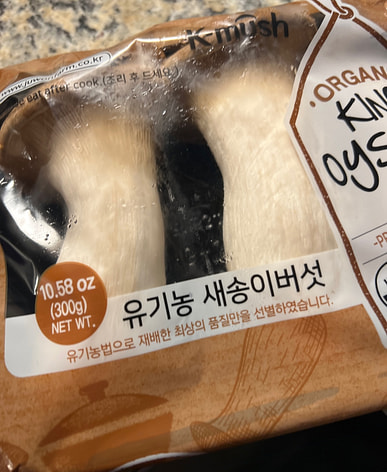 K-mush
eat after cook.(조리 후 드세요.)
ORGAN
KIN
OYS
10.58 oz
(300g)
NET WT.
유기농 새송이버섯
유기농법으로 재배한 최상의 품질만을 선별하였습니다.